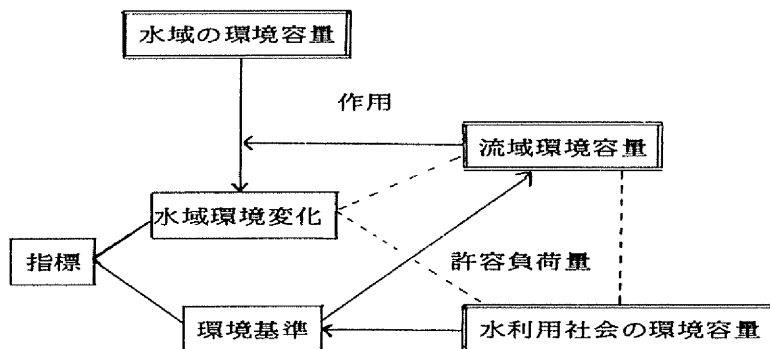 水域の環境容量
作用
流域環境容量
水域環境変化
指標
許容負荷量
環境基準
水利用社会の環境容量